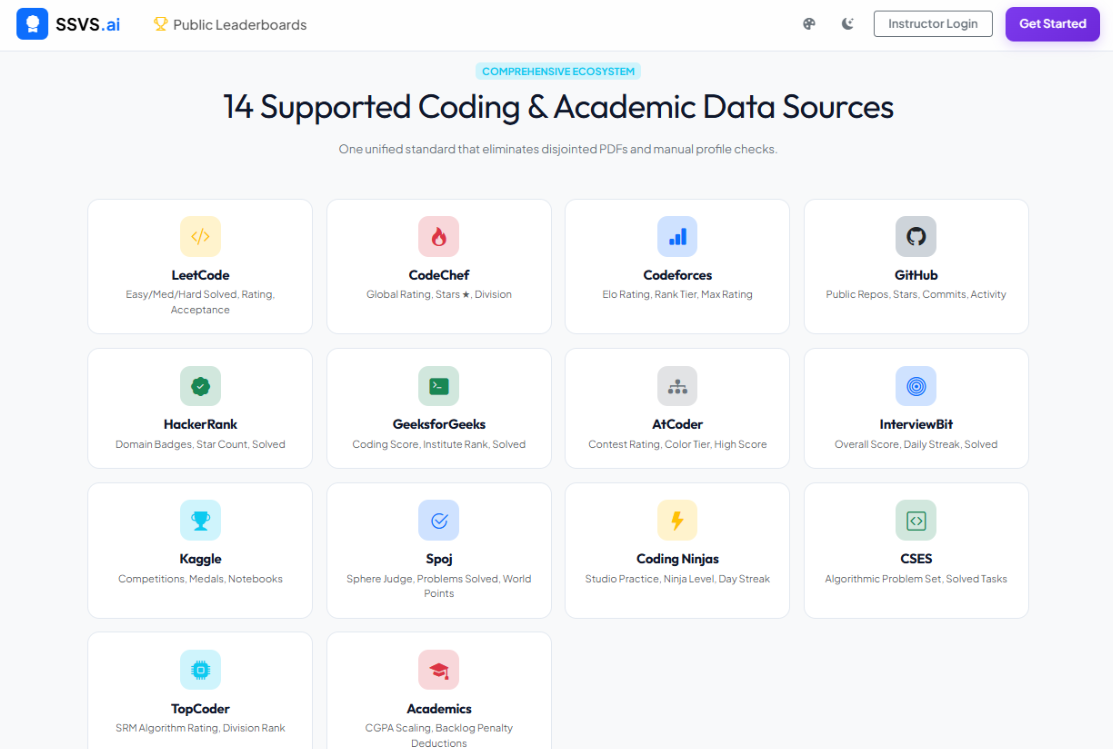 SSVS.ai
Public Leaderboards
Instructor Login
Get Started
COMPREHENSIVE ECOSYSTEM
14 Supported Coding & Academic Data Sources
One unified standard that eliminates disjointed PDFs and manual profile checks.
LeetCode
Easy/Med/Hard Solved, Rating,
Acceptance
CodeChef
Global Rating, Stars ★, Division
Codeforces
Elo Rating, Rank Tier, Max Rating
GitHub
Public Repos, Stars, Commits, Activity
HackerRank
Domain Badges, Star Count, Solved
GeeksforGeeks
Coding Score, Institute Rank, Solved
AtCoder
Contest Rating, Color Tier, High Score
InterviewBit
Overall Score, Daily Streak, Solved
Kaggle
Competitions, Medals, Notebooks
Spoj
Sphere Judge, Problems Solved, World
Points
Coding Ninjas
Studio Practice, Ninja Level, Day Streak
CSES
Algorithmic Problem Set, Solved Tasks
TopCoder
SRM Algorithm Rating, Division Rank
Academics
CGPA Scaling, Backlog Penalty
Deductions